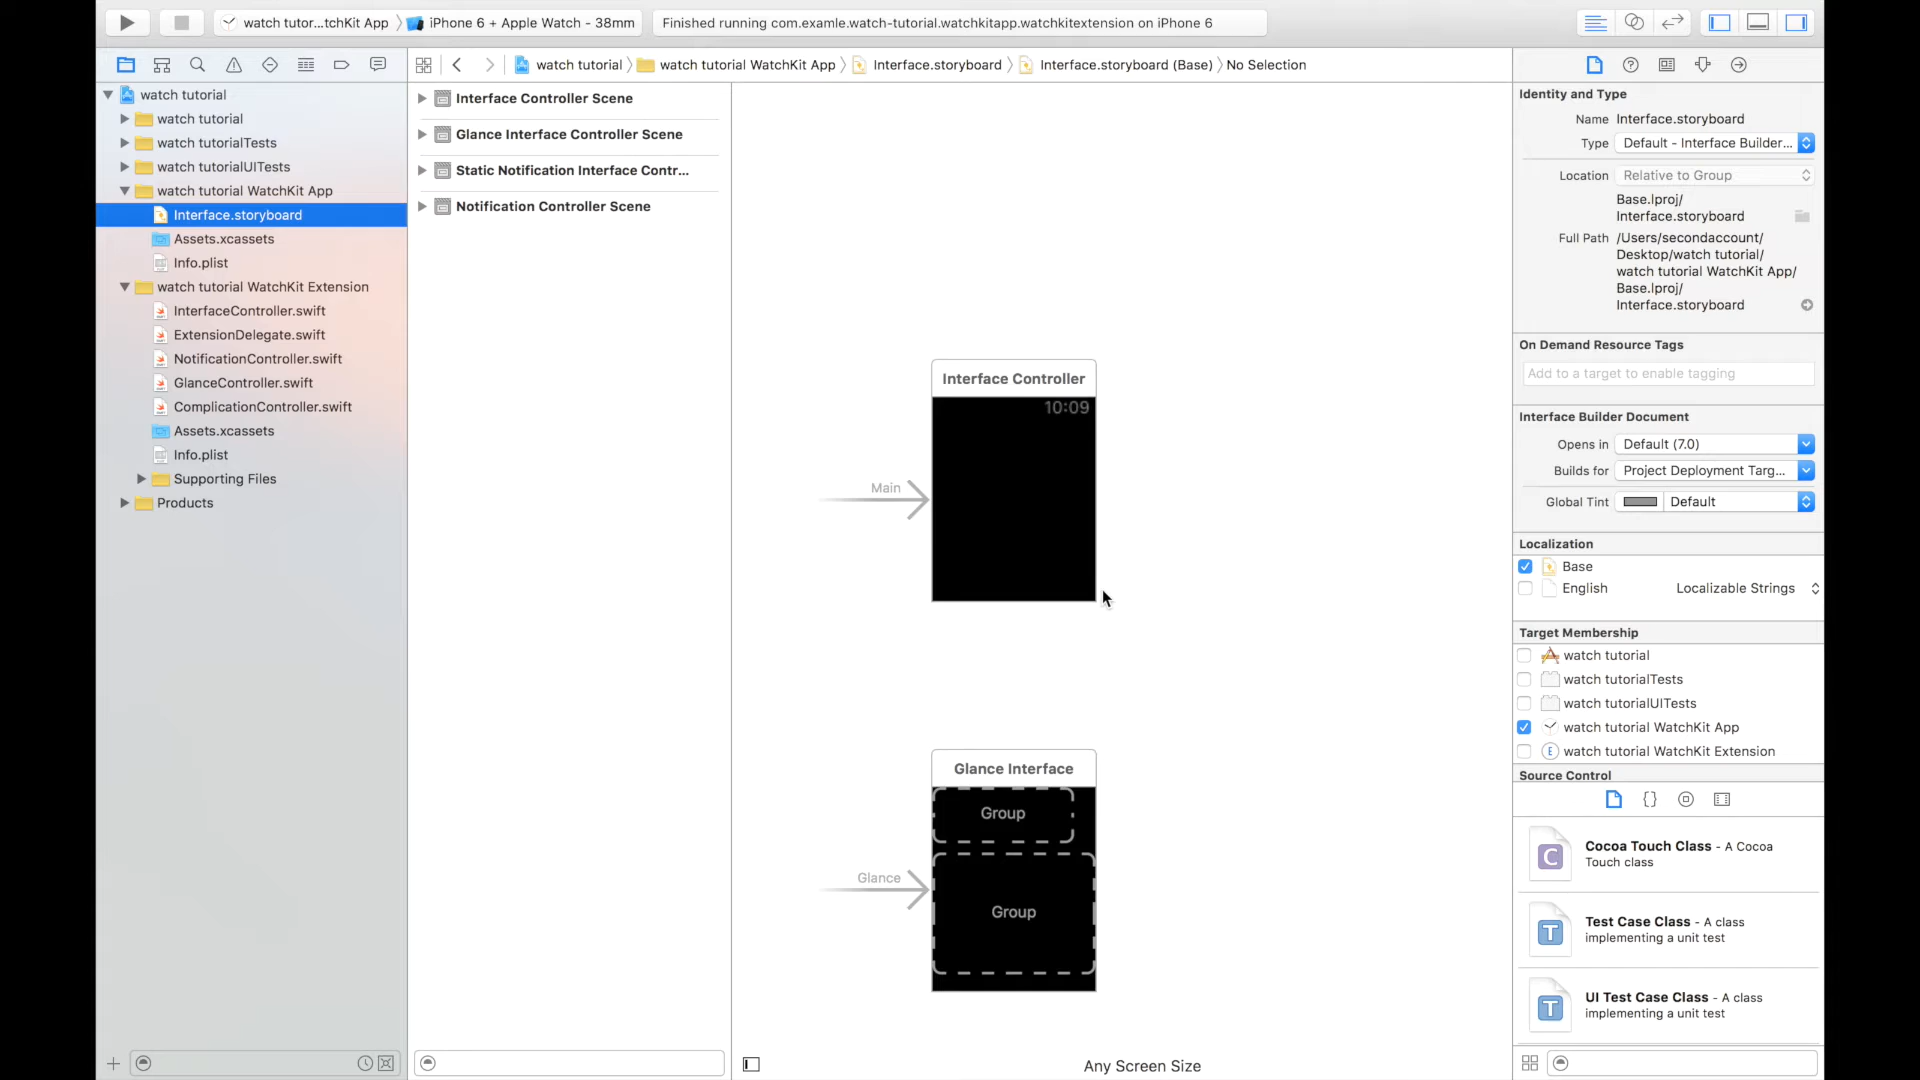 watch tutor...tchKit App
iPhone 6 + Apple Watch - 38mm
Finished running com.examle.watch-tutorial.watchkitapp.watchkitextension on iPhone 6
watch tutorial
watch tutorial WatchKit App
Interface.storyboard
Interface.storyboard (Base)
No Selection
watch tutorial
watch tutorial
watch tutorialTests
watch tutorialUITests
watch tutorial WatchKit App
Interface.storyboard
Assets.xcassets
Info.plist
watch tutorial WatchKit Extension
InterfaceController.swift
ExtensionDelegate.swift
NotificationController.swift
GlanceController.swift
ComplicationController.swift
Assets.xcassets
Info.plist
Supporting Files
Products
Interface Controller Scene
Glance Interface Controller Scene
Static Notification Interface Contr...
Notification Controller Scene
Interface Controller
10:09
Main
Glance Interface
Group
Glance
Group
Any Screen Size
Identity and Type
Name Interface.storyboard
Type Default - Interface Builder...
Location Relative to Group
Base.lproj/
Interface.storyboard
Full Path /Users/secondaccount/
Desktop/watch tutorial/
watch tutorial WatchKit App/
Base.lproj/
Interface.storyboard
On Demand Resource Tags
Add to a target to enable tagging
Interface Builder Document
Opens in Default (7.0)
Builds for Project Deployment Targ...
Global Tint Default
Localization
Base
English Localizable Strings
Target Membership
watch tutorial
watch tutorialTests
watch tutorialUITests
watch tutorial WatchKit App
E watch tutorial WatchKit Extension
Source Control
{}
C
Cocoa Touch Class - A Cocoa
Touch class
T
Test Case Class - A class
implementing a unit test
T
UI Test Case Class - A class
implementing a unit test